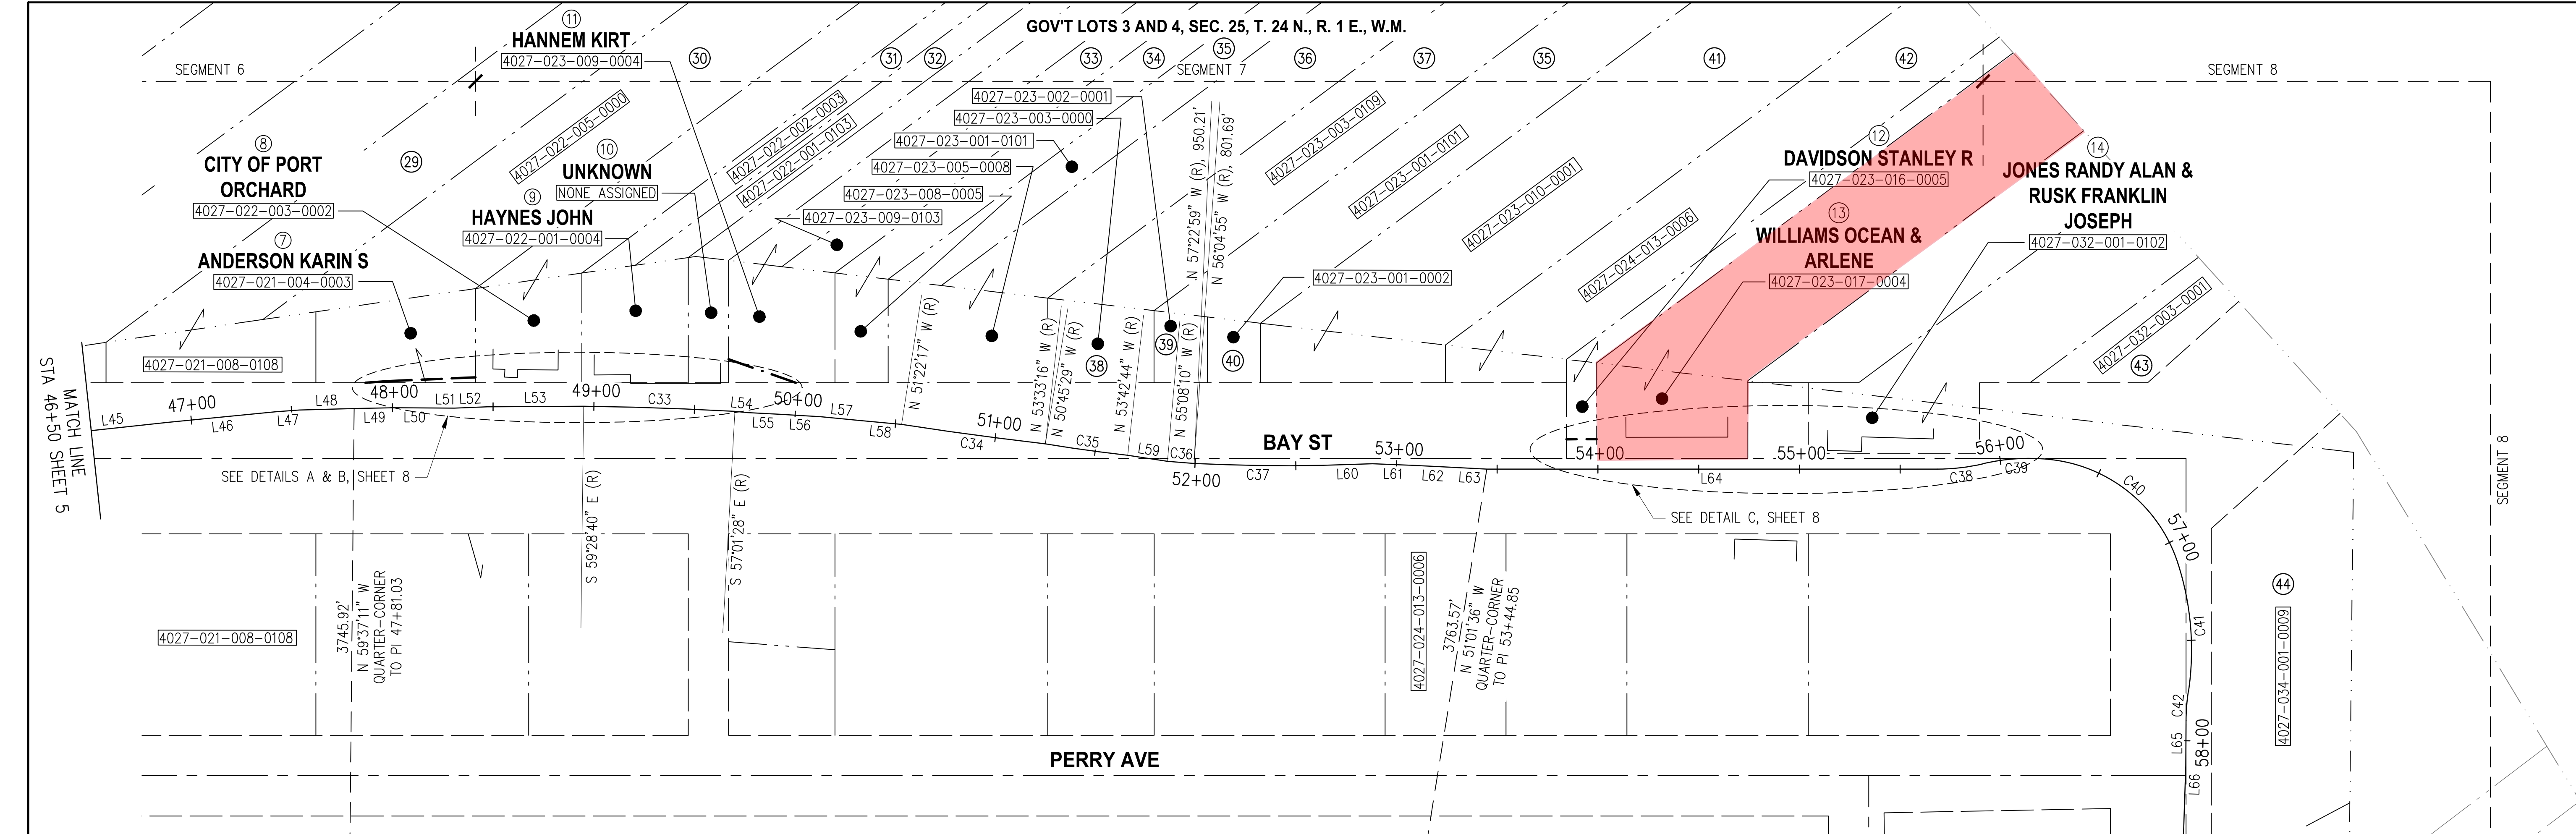 GOV'T LOTS 3 AND 4, SEC. 25, T. 24 N., R. 1 E., W.M.
SEGMENT 6
SEGMENT 7
SEGMENT 8
SEGMENT 8
11
HANNEM KIRT
4027-023-009-0004
30
31
32
33
34
35
36
37
35
41
42
8
CITY OF PORT
ORCHARD
4027-022-003-0002
29
4027-022-005-0000
10
UNKNOWN
NONE ASSIGNED
9
HAYNES JOHN
4027-022-001-0004
7
ANDERSON KARIN S
4027-021-004-0003
4027-021-008-0108
4027-022-002-0003
4027-022-001-0103
4027-023-002-0001
4027-023-003-0000
4027-023-001-0101
4027-023-005-0008
4027-023-008-0005
4027-023-009-0103
N 57°22'59" W (R), 950.21'
N 56°04'55" W (R), 801.69'
4027-023-003-0109
4027-023-001-0101
4027-023-010-0001
4027-024-013-0006
4027-023-001-0002
12
DAVIDSON STANLEY R
4027-023-016-0005
13
WILLIAMS OCEAN &
ARLENE
4027-023-017-0004
14
JONES RANDY ALAN &
RUSK FRANKLIN
JOSEPH
4027-032-001-0102
4027-032-003-0001
43
38
39
40
N 51°22'17" W (R)
N 53°33'16" W (R)
N 50°45'29" W (R)
N 53°42'44" W (R)
N 55°08'10" W (R)
MATCH LINE
STA 46+50 SHEET 5
L45
47+00
L46
L47
L48
48+00
L49
L50
L51
L52
L53
49+00
C33
L54
50+00
L55
L56
L57
L58
51+00
C34
C35
L59
C36
52+00
BAY ST
C37
L60
53+00
L61
L62
L63
54+00
L64
55+00
56+00
C38
C39
C40
57+00
C41
C42
L65
58+00
L66
SEE DETAILS A & B, SHEET 8
SEE DETAIL C, SHEET 8
S 59°28'40" E (R)
S 57°01'28" E (R)
4027-021-008-0108
3745.92'
N 59°37'11" W
QUARTER-CORNER
TO PI 47+81.03
4027-024-013-0006
3763.57'
N 51°01'36" W
QUARTER-CORNER
TO PI 53+44.85
44
4027-034-001-0009
PERRY AVE